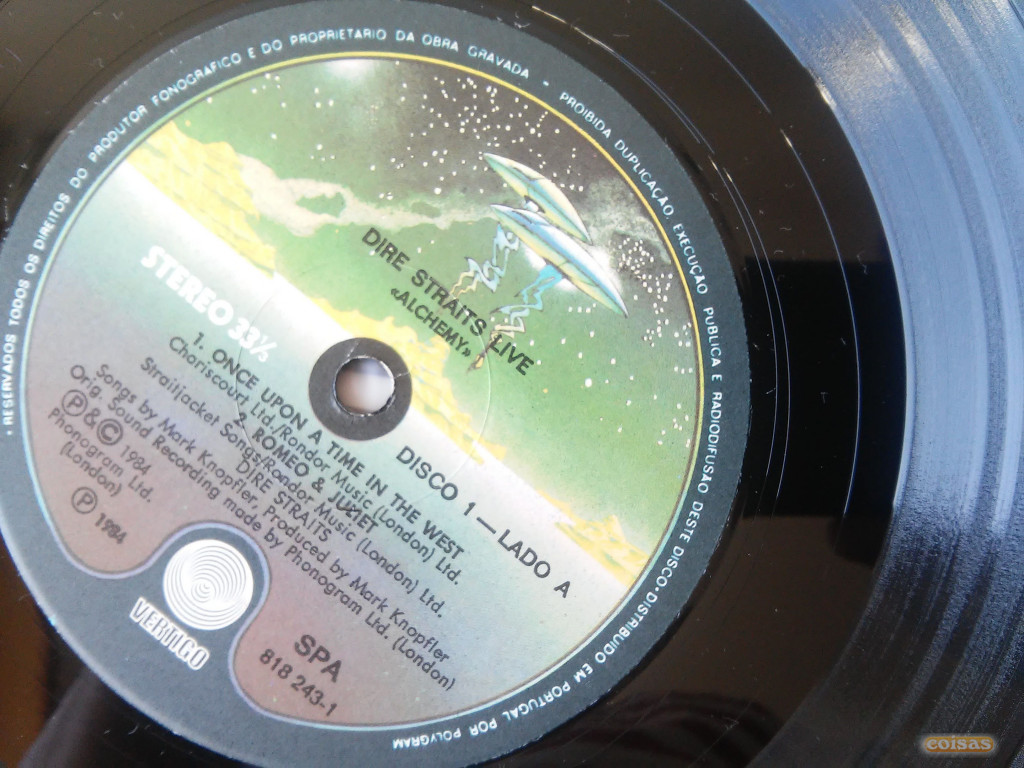 • RESERVADOS TODOS OS DIREITOS DO PRODUTOR FONOGRAFICO E DO PROPRIETARIO DA OBRA GRAVADA - PROIBIDA DUPLICAÇÃO, EXECUÇÃO PUBLICA E RADIODIFUSÃO DESTE DISCO • DISTRIBUIDO EM PORTUGAL POR POLYGRAM
DIRE STRAITS LIVE
«ALCHEMY»
STEREO 33⅓
DISCO 1 — LADO A
1. ONCE UPON A TIME IN THE WEST
Chariscourt Ltd/Rondor Music (London) Ltd.
2. ROMEO & JULIET
Straitjacket Songs/Rondor Music (London) Ltd.
DIRE STRAITS
Songs by Mark Knopfler, Produced by Mark Knopfler
Orig. Sound Recording made by Phonogram Ltd. (London)
Ⓟ&© 1984
Phonogram Ltd.
(London)
Ⓟ 1984
VERTIGO
SPA
818 243-1
coisas